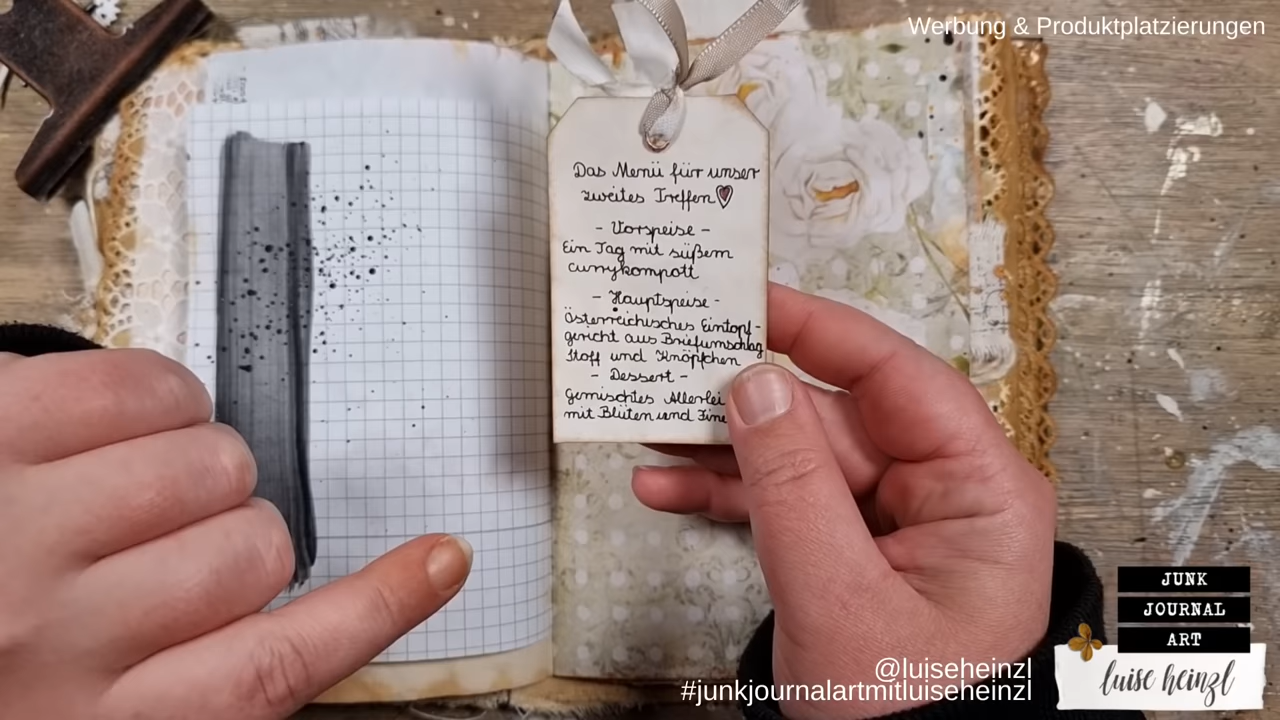 Werbung & Produktplatzierungen
Das Menü für unser
zweites Treffen
- Vorspeise -
Ein Tag mit süßem
Currykompott
- Hauptspeise -
Österreichisches Eintopf-
gericht aus Briefumschlag
Stoff und Knöpfchen
- Dessert -
gemischtes Allerlei
mit Blüten und
JUNK
JOURNAL
ART
luise heinzl
@luiseheinzl
#junkjournalartmitluiseheinzl